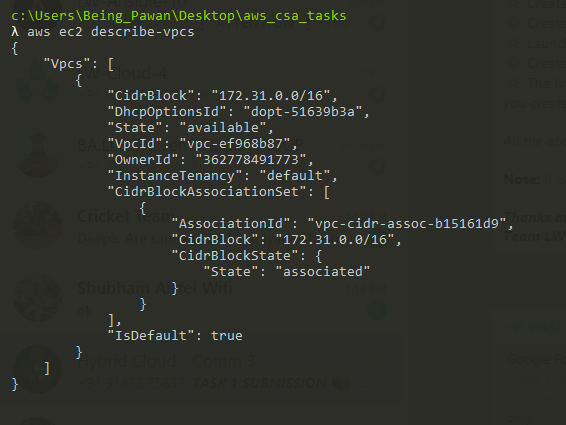 c:\Users\Being_Pawan\Desktop\aws_csa_tasks
λ aws ec2 describe-vpcs
{
    "Vpcs": [
        {
            "CidrBlock": "172.31.0.0/16",
            "DhcpOptionsId": "dopt-51639b3a",
            "State": "available",
            "VpcId": "vpc-ef968b87",
            "OwnerId": "362778491773",
            "InstanceTenancy": "default",
            "CidrBlockAssociationSet": [
                {
                    "AssociationId": "vpc-cidr-assoc-b15161d9",
                    "CidrBlock": "172.31.0.0/16",
                    "CidrBlockState": {
                        "State": "associated"
                    }
                }
            ],
            "IsDefault": true
        }
    ]
}